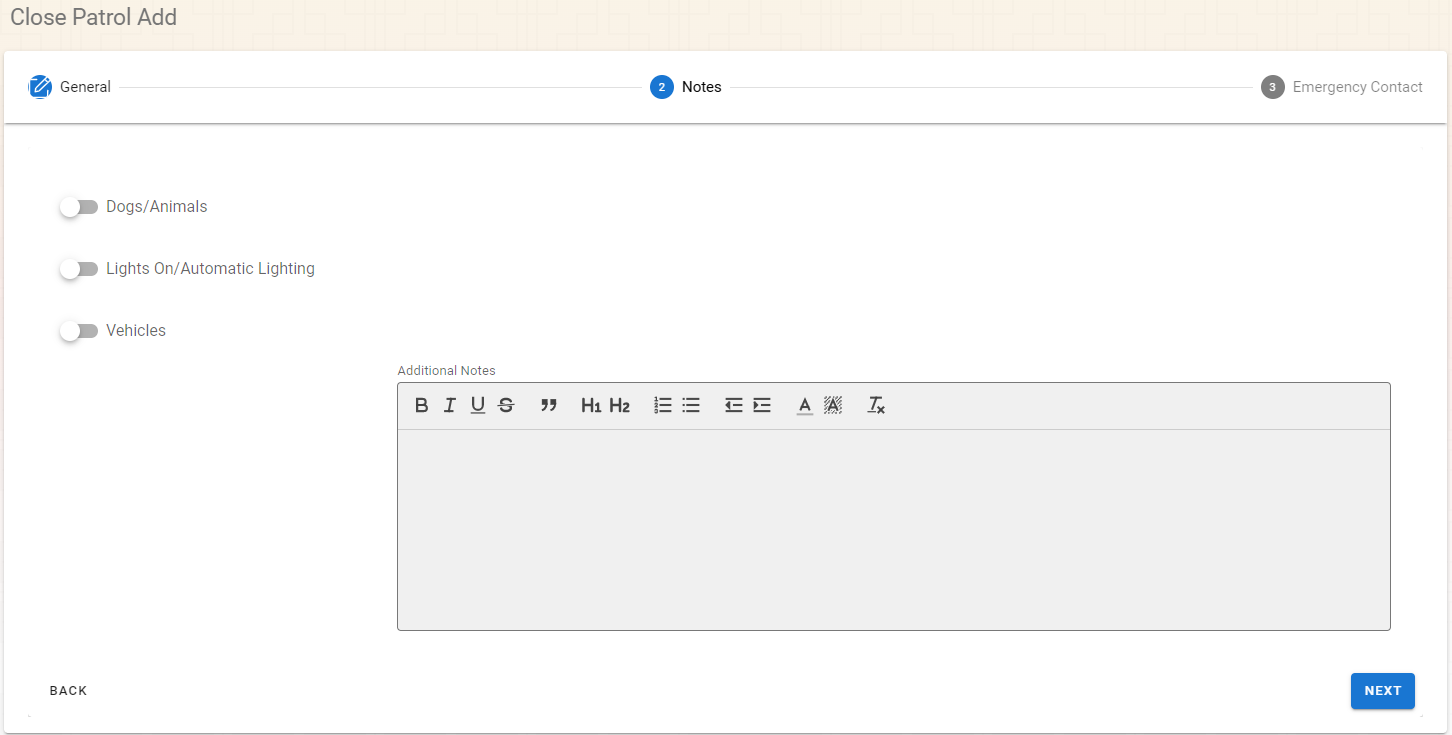 Close Patrol Add
General
2 Notes
3 Emergency Contact
Dogs/Animals
Lights On/Automatic Lighting
Vehicles
Additional Notes
B I U S ” H1 H2 A A Tx
BACK
NEXT